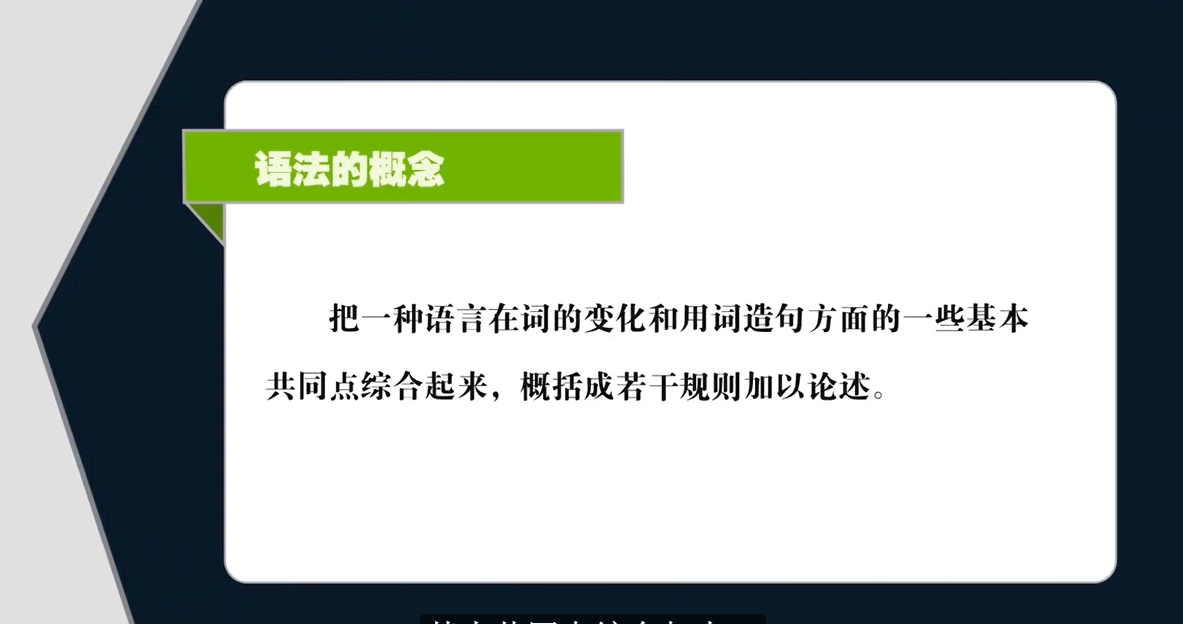 语法的概念
把一种语言在词的变化和用词造句方面的一些基本
共同点综合起来，概括成若干规则加以论述。